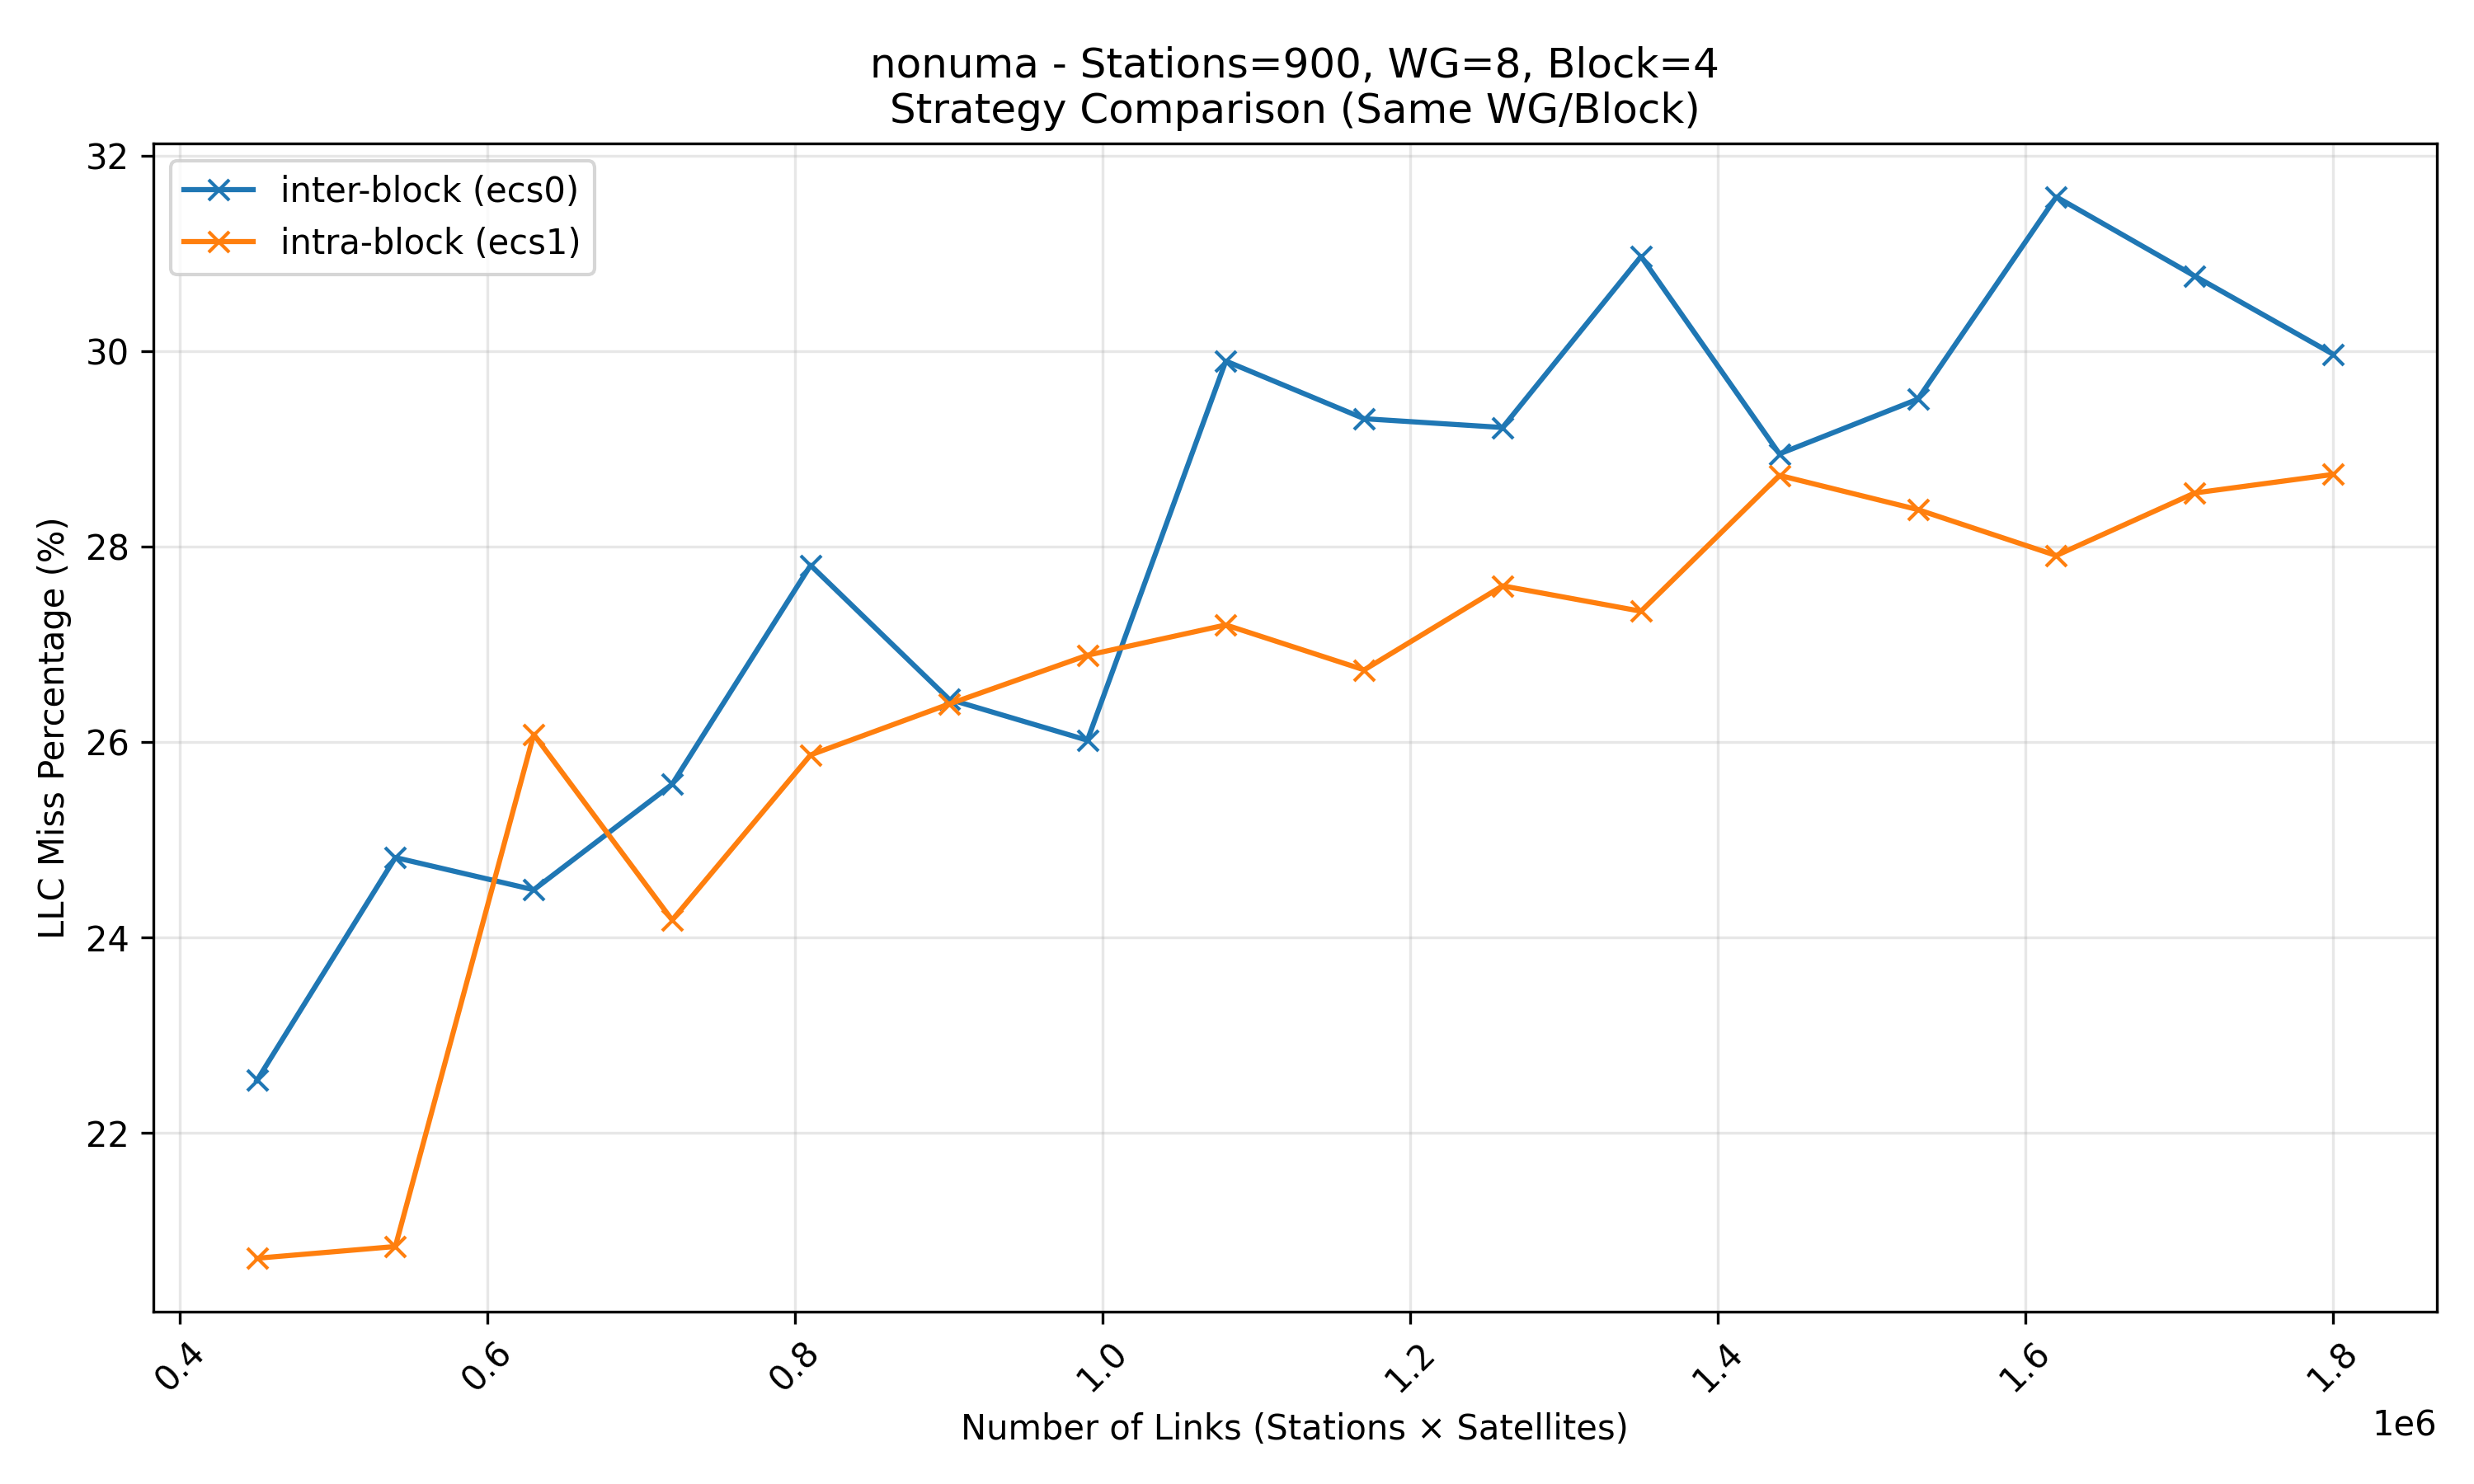 nonuma - Stations=900, WG=8, Block=4
Strategy Comparison (Same WG/Block)
inter-block (ecs0)
intra-block (ecs1)
LLC Miss Percentage (%)
32
30
28
26
24
22
0.4
0.6
0.8
1.0
1.2
1.4
1.6
1.8
1e6
Number of Links (Stations × Satellites)